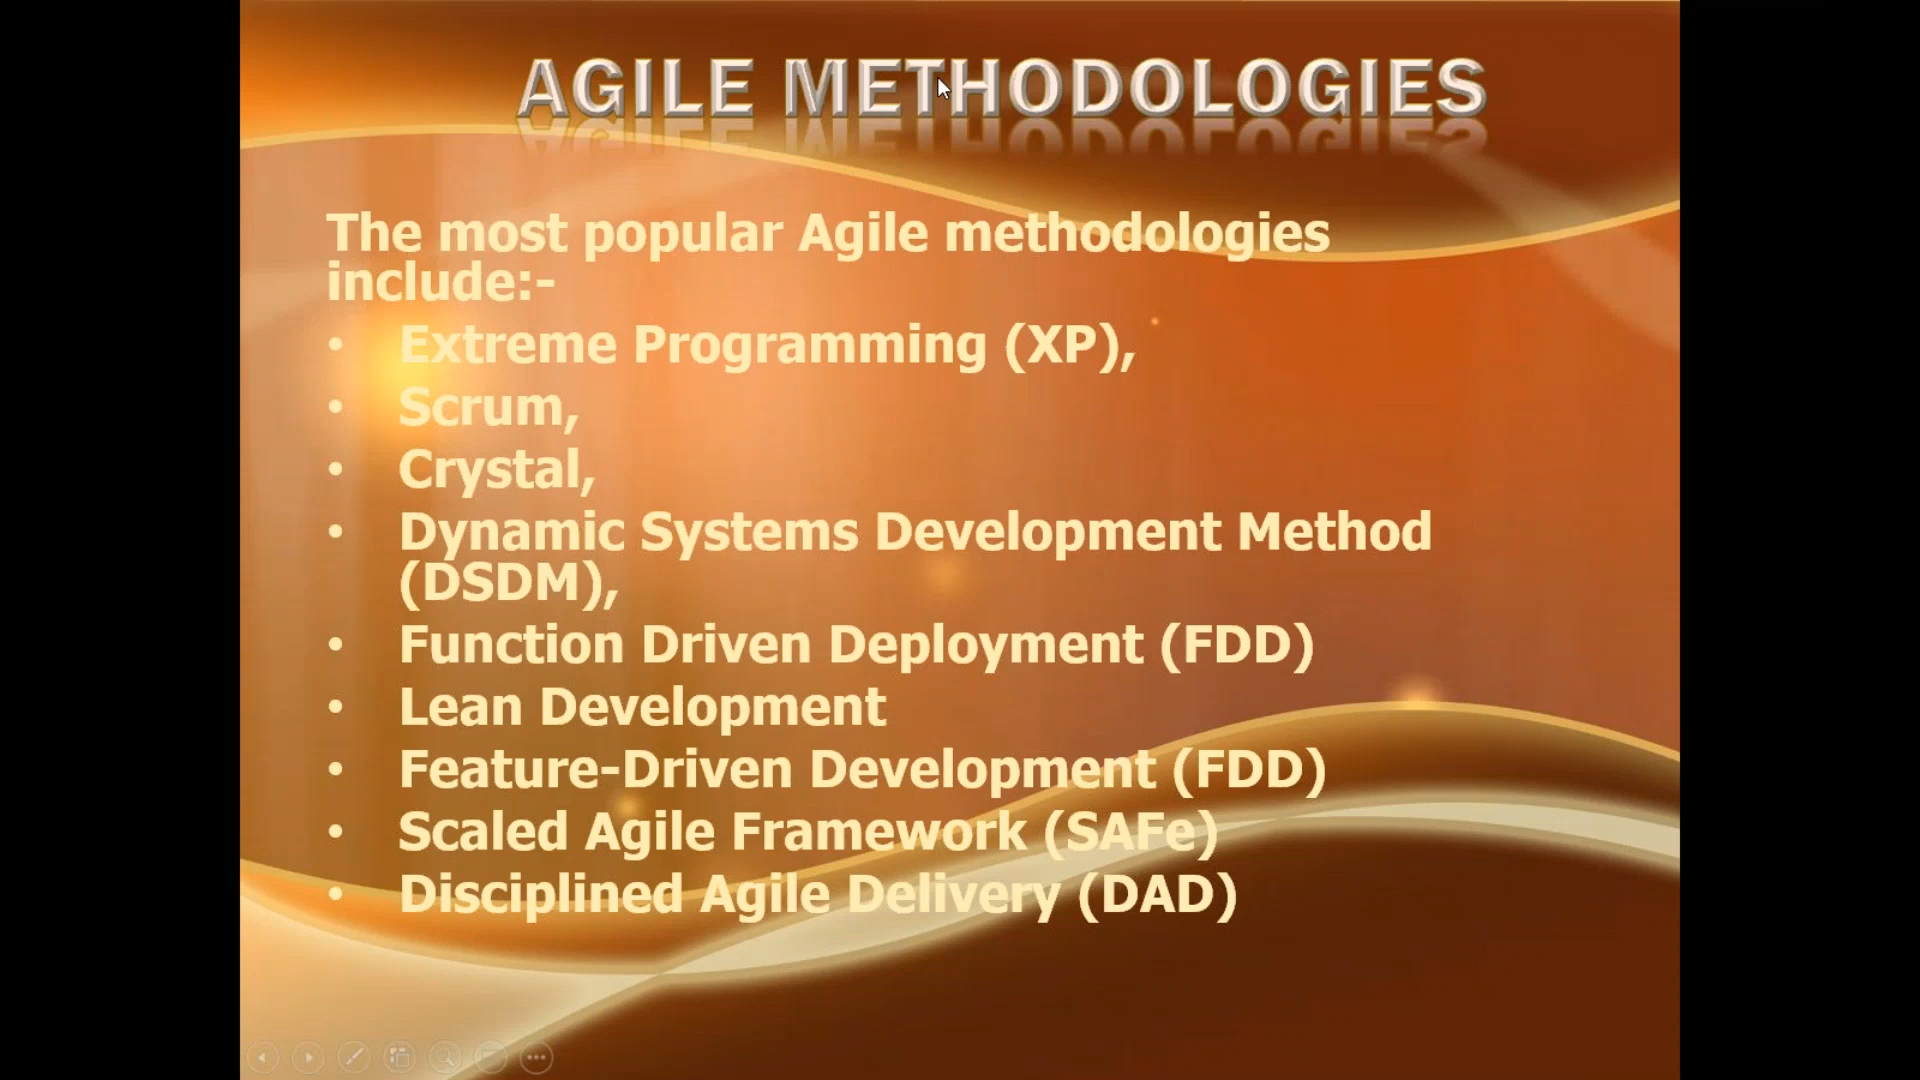 AGILE METHODOLOGIES
The most popular Agile methodologies
include:-
• Extreme Programming (XP),
• Scrum,
• Crystal,
• Dynamic Systems Development Method
(DSDM),
• Function Driven Deployment (FDD)
• Lean Development
• Feature-Driven Development (FDD)
• Scaled Agile Framework (SAFe)
• Disciplined Agile Delivery (DAD)